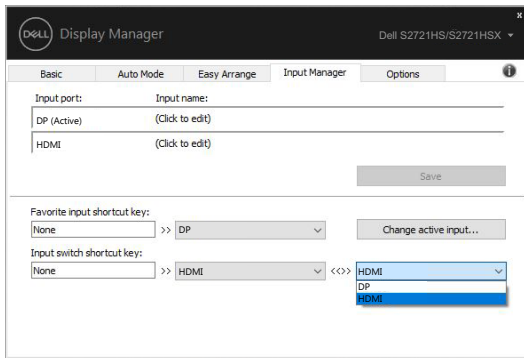 x
DELL Display Manager Dell S2721HS/S2721HSX
Basic Auto Mode Easy Arrange Input Manager Options i
Input port: Input name:
DP (Active) (Click to edit)
HDMI (Click to edit)
Save
Favorite input shortcut key:
None >> DP Change active input...
Input switch shortcut key:
None >> HDMI <<>> HDMI
DP
HDMI